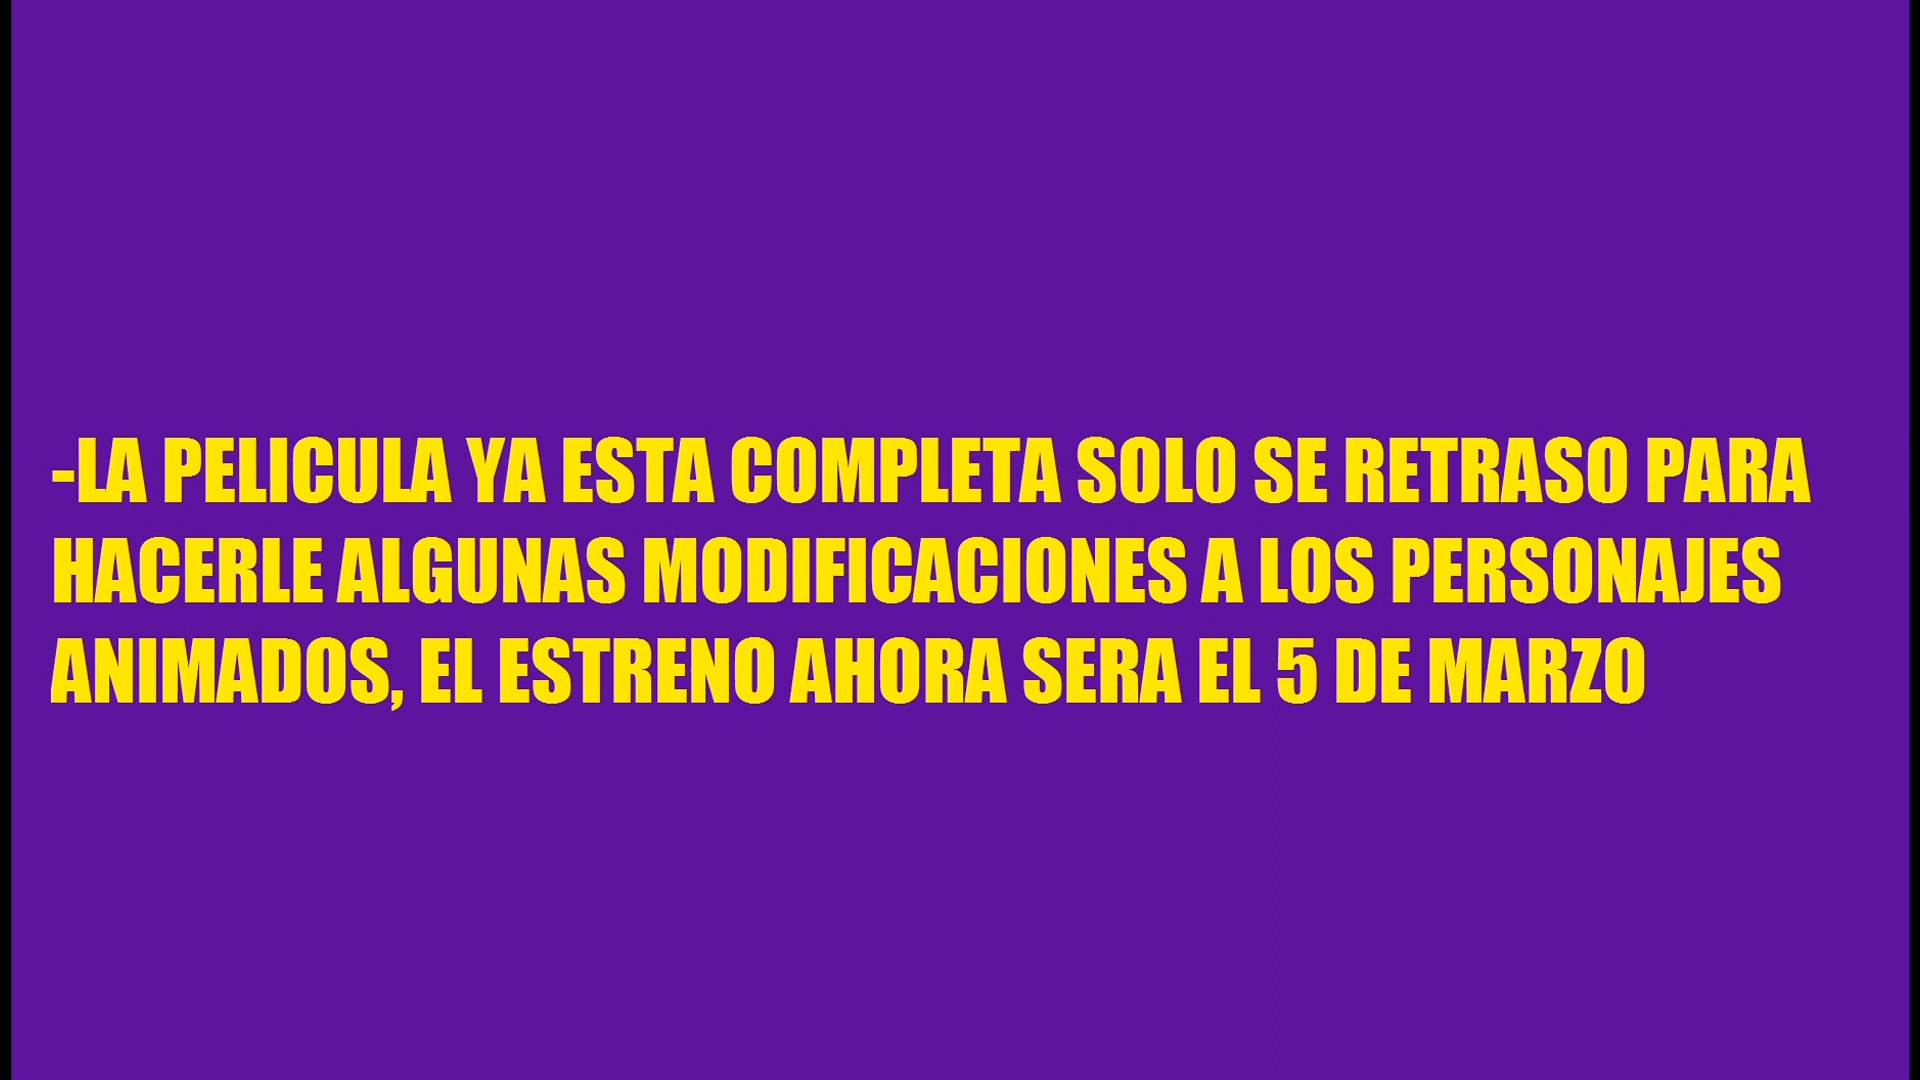 -LA PELICULA YA ESTA COMPLETA SOLO SE RETRASO PARA
HACERLE ALGUNAS MODIFICACIONES A LOS PERSONAJES
ANIMADOS, EL ESTRENO AHORA SERA EL 5 DE MARZO